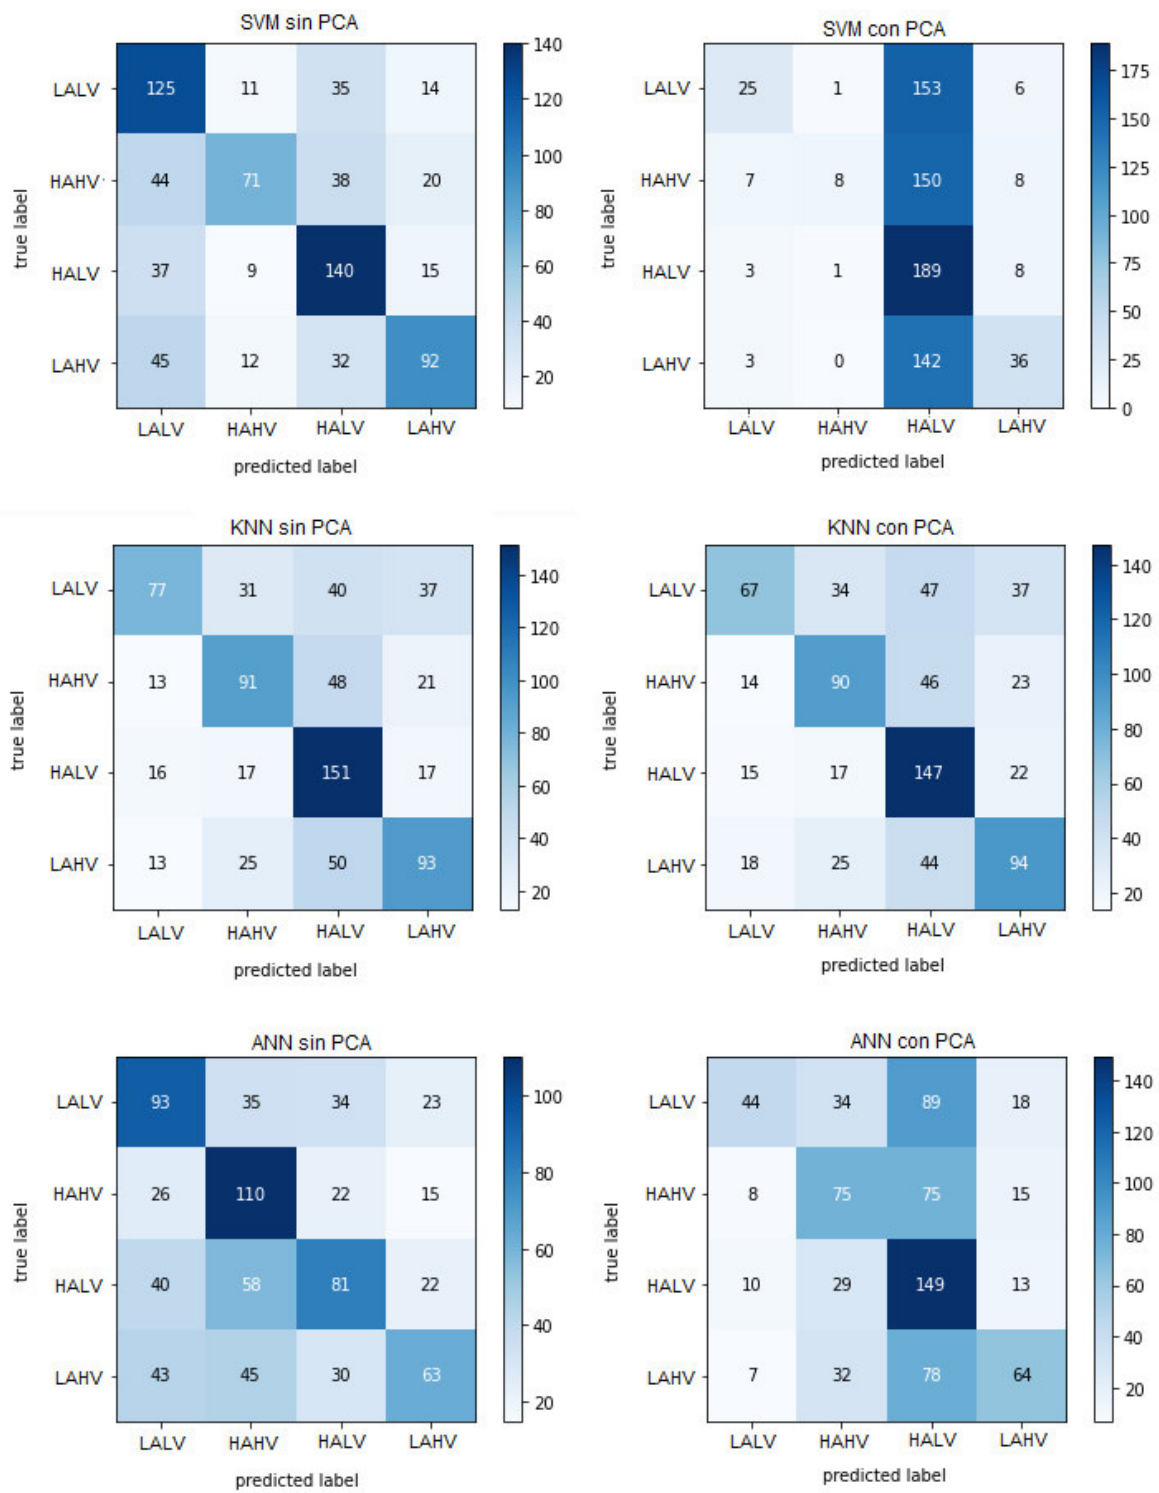 SVM sin PCA
true label
LALV 125 11 35 14
HAHV 44 71 38 20
HALV 37 9 140 15
LAHV 45 12 32 92
LALV HAHV HALV LAHV
predicted label
140
120
100
80
60
40
20
SVM con PCA
true label
LALV 25 1 153 6
HAHV 7 8 150 8
HALV 3 1 189 8
LAHV 3 0 142 36
LALV HAHV HALV LAHV
predicted label
175
150
125
100
75
50
25
0
KNN sin PCA
true label
LALV 77 31 40 37
HAHV 13 91 48 21
HALV 16 17 151 17
LAHV 13 25 50 93
LALV HAHV HALV LAHV
predicted label
140
120
100
80
60
40
20
KNN con PCA
true label
LALV 67 34 47 37
HAHV 14 90 46 23
HALV 15 17 147 22
LAHV 18 25 44 94
LALV HAHV HALV LAHV
predicted label
140
120
100
80
60
40
20
ANN sin PCA
true label
LALV 93 35 34 23
HAHV 26 110 22 15
HALV 40 58 81 22
LAHV 43 45 30 63
LALV HAHV HALV LAHV
predicted label
100
80
60
40
20
ANN con PCA
true label
LALV 44 34 89 18
HAHV 8 75 75 15
HALV 10 29 149 13
LAHV 7 32 78 64
LALV HAHV HALV LAHV
predicted label
140
120
100
80
60
40
20